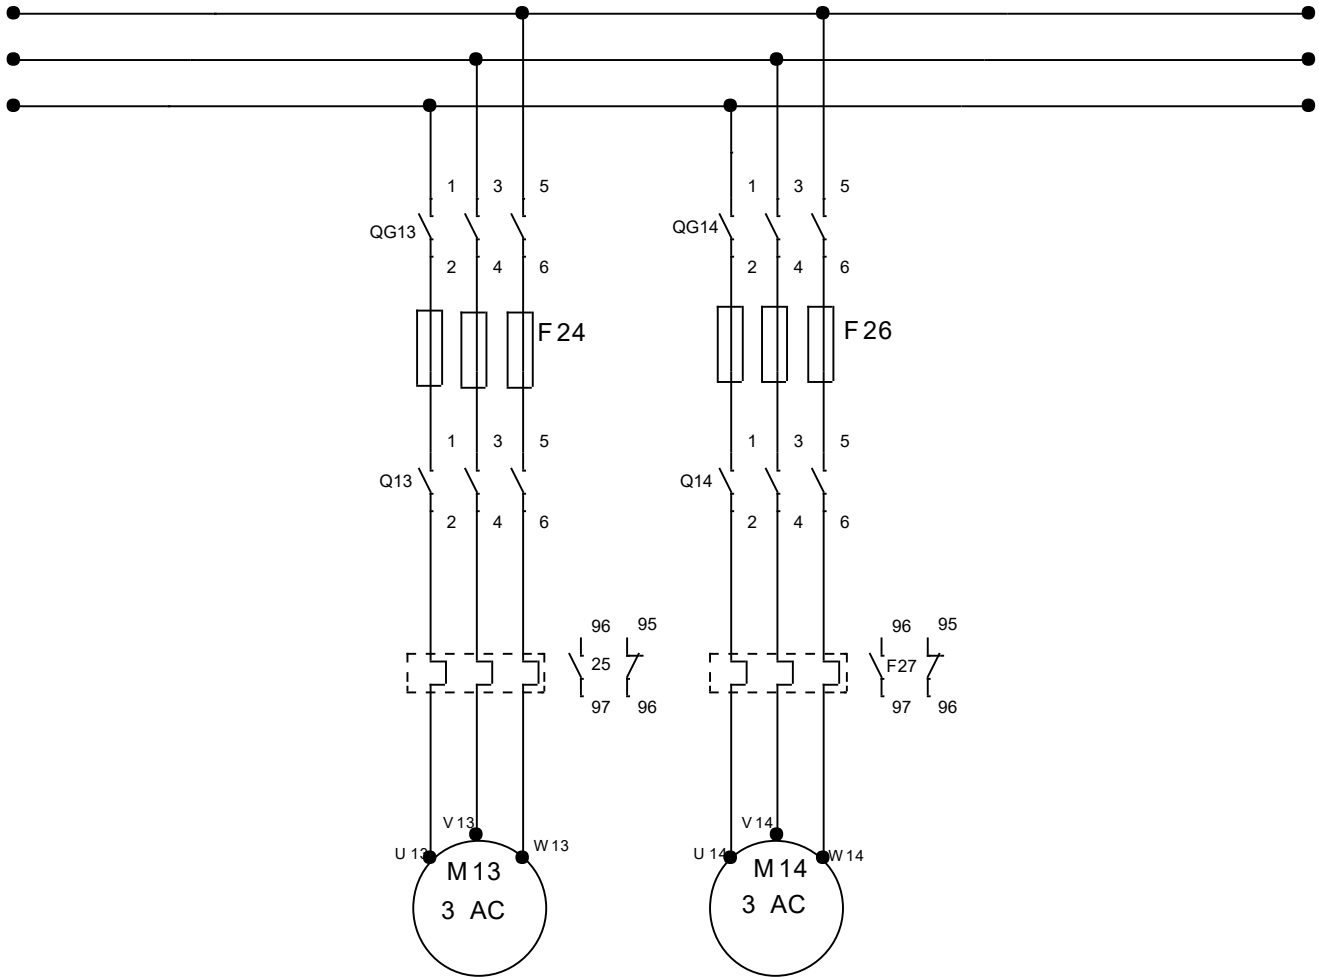 1 3 5 1 3 5
QG13 QG14
2 4 6 2 4 6
F 24 F 26
1 3 5 1 3 5
Q13 Q14
2 4 6 2 4 6
96 95 96 95
25 F27
97 96 97 96
V 13 V 14
U 13 W 13 U 14 W 14
M 13 M 14
3 AC 3 AC